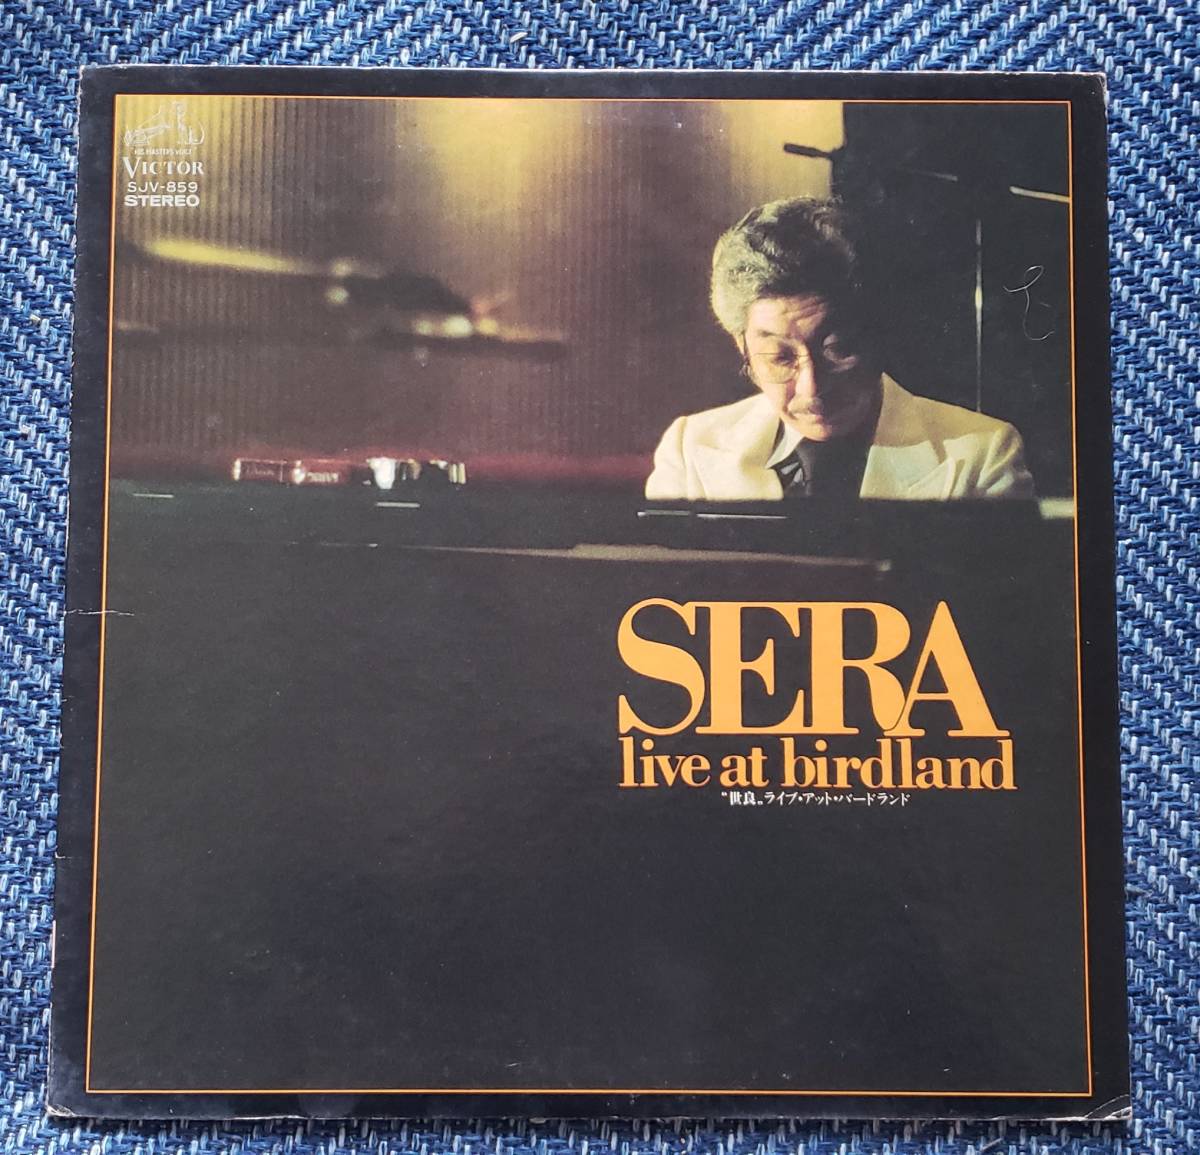 HIS MASTER'S VOICE
VICTOR
SJV-859
STEREO
SERA
live at birdland
"世良„ライブ・アット・バードランド